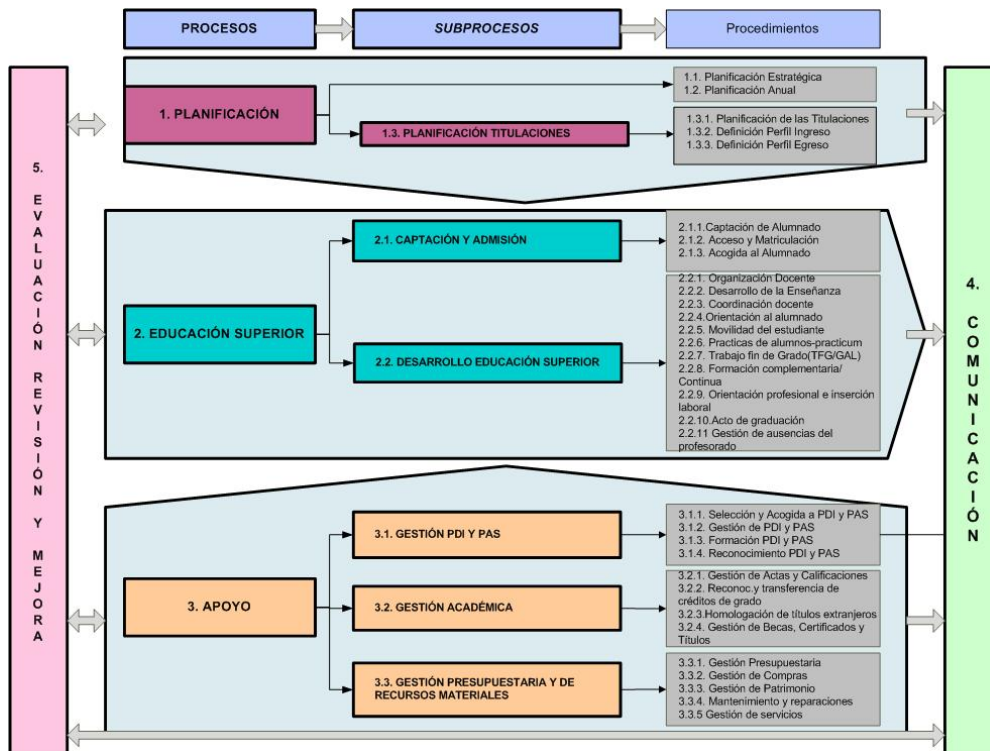 PROCESOS
SUBPROCESOS
Procedimientos
5. EVALUACIÓN REVISIÓN Y MEJORA
1. PLANIFICACIÓN
1.1. Planificación Estratégica
1.2. Planificación Anual
1.3. PLANIFICACIÓN TITULACIONES
1.3.1. Planificación de las Titulaciones
1.3.2. Definición Perfil Ingreso
1.3.3. Definición Perfil Egreso
2. EDUCACIÓN SUPERIOR
2.1. CAPTACIÓN Y ADMISIÓN
2.1.1.Captación de Alumnado
2.1.2. Acceso y Matriculación
2.1.3. Acogida al Alumnado
2.2. DESARROLLO EDUCACIÓN SUPERIOR
2.2.1. Organización Docente
2.2.2. Desarrollo de la Enseñanza
2.2.3. Coordinación docente
2.2.4.Orientación al alumnado
2.2.5. Movilidad del estudiante
2.2.6. Practicas de alumnos-practicum
2.2.7. Trabajo fin de Grado(TFG/GAL)
2.2.8. Formación complementaria/
Continua
2.2.9. Orientación profesional e inserción
laboral
2.2.10.Acto de graduación
2.2.11 Gestión de ausencias del
profesorado
3. APOYO
3.1. GESTIÓN PDI Y PAS
3.1.1. Selección y Acogida a PDI y PAS
3.1.2. Gestión de PDI y PAS
3.1.3. Formación PDI y PAS
3.1.4. Reconocimiento PDI y PAS
3.2. GESTIÓN ACADÉMICA
3.2.1. Gestión de Actas y Calificaciones
3.2.2. Reconoc.y transferencia de
créditos de grado
3.2.3.Homologación de títulos extranjeros
3.2.4. Gestión de Becas, Certificados y
Títulos
3.3. GESTIÓN PRESUPUESTARIA Y DE
RECURSOS MATERIALES
3.3.1. Gestión Presupuestaria
3.3.2. Gestión de Compras
3.3.3. Gestión de Patrimonio
3.3.4. Mantenimiento y reparaciones
3.3.5 Gestión de servicios
4. COMUNICACIÓN